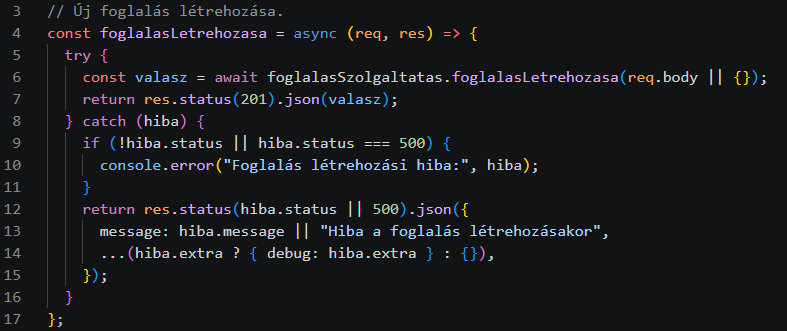 3 // Új foglalás létrehozása.
4 const foglalasLetrehozasa = async (req, res) => {
5   try {
6     const valasz = await foglalasSzolgaltatas.foglalasLetrehozasa(req.body || {});
7     return res.status(201).json(valasz);
8   } catch (hiba) {
9     if (!hiba.status || hiba.status === 500) {
10       console.error("Foglalás létrehozási hiba:", hiba);
11     }
12     return res.status(hiba.status || 500).json({
13       message: hiba.message || "Hiba a foglalás létrehozásakor",
14       ...(hiba.extra ? { debug: hiba.extra } : {}),
15     });
16   }
17 };